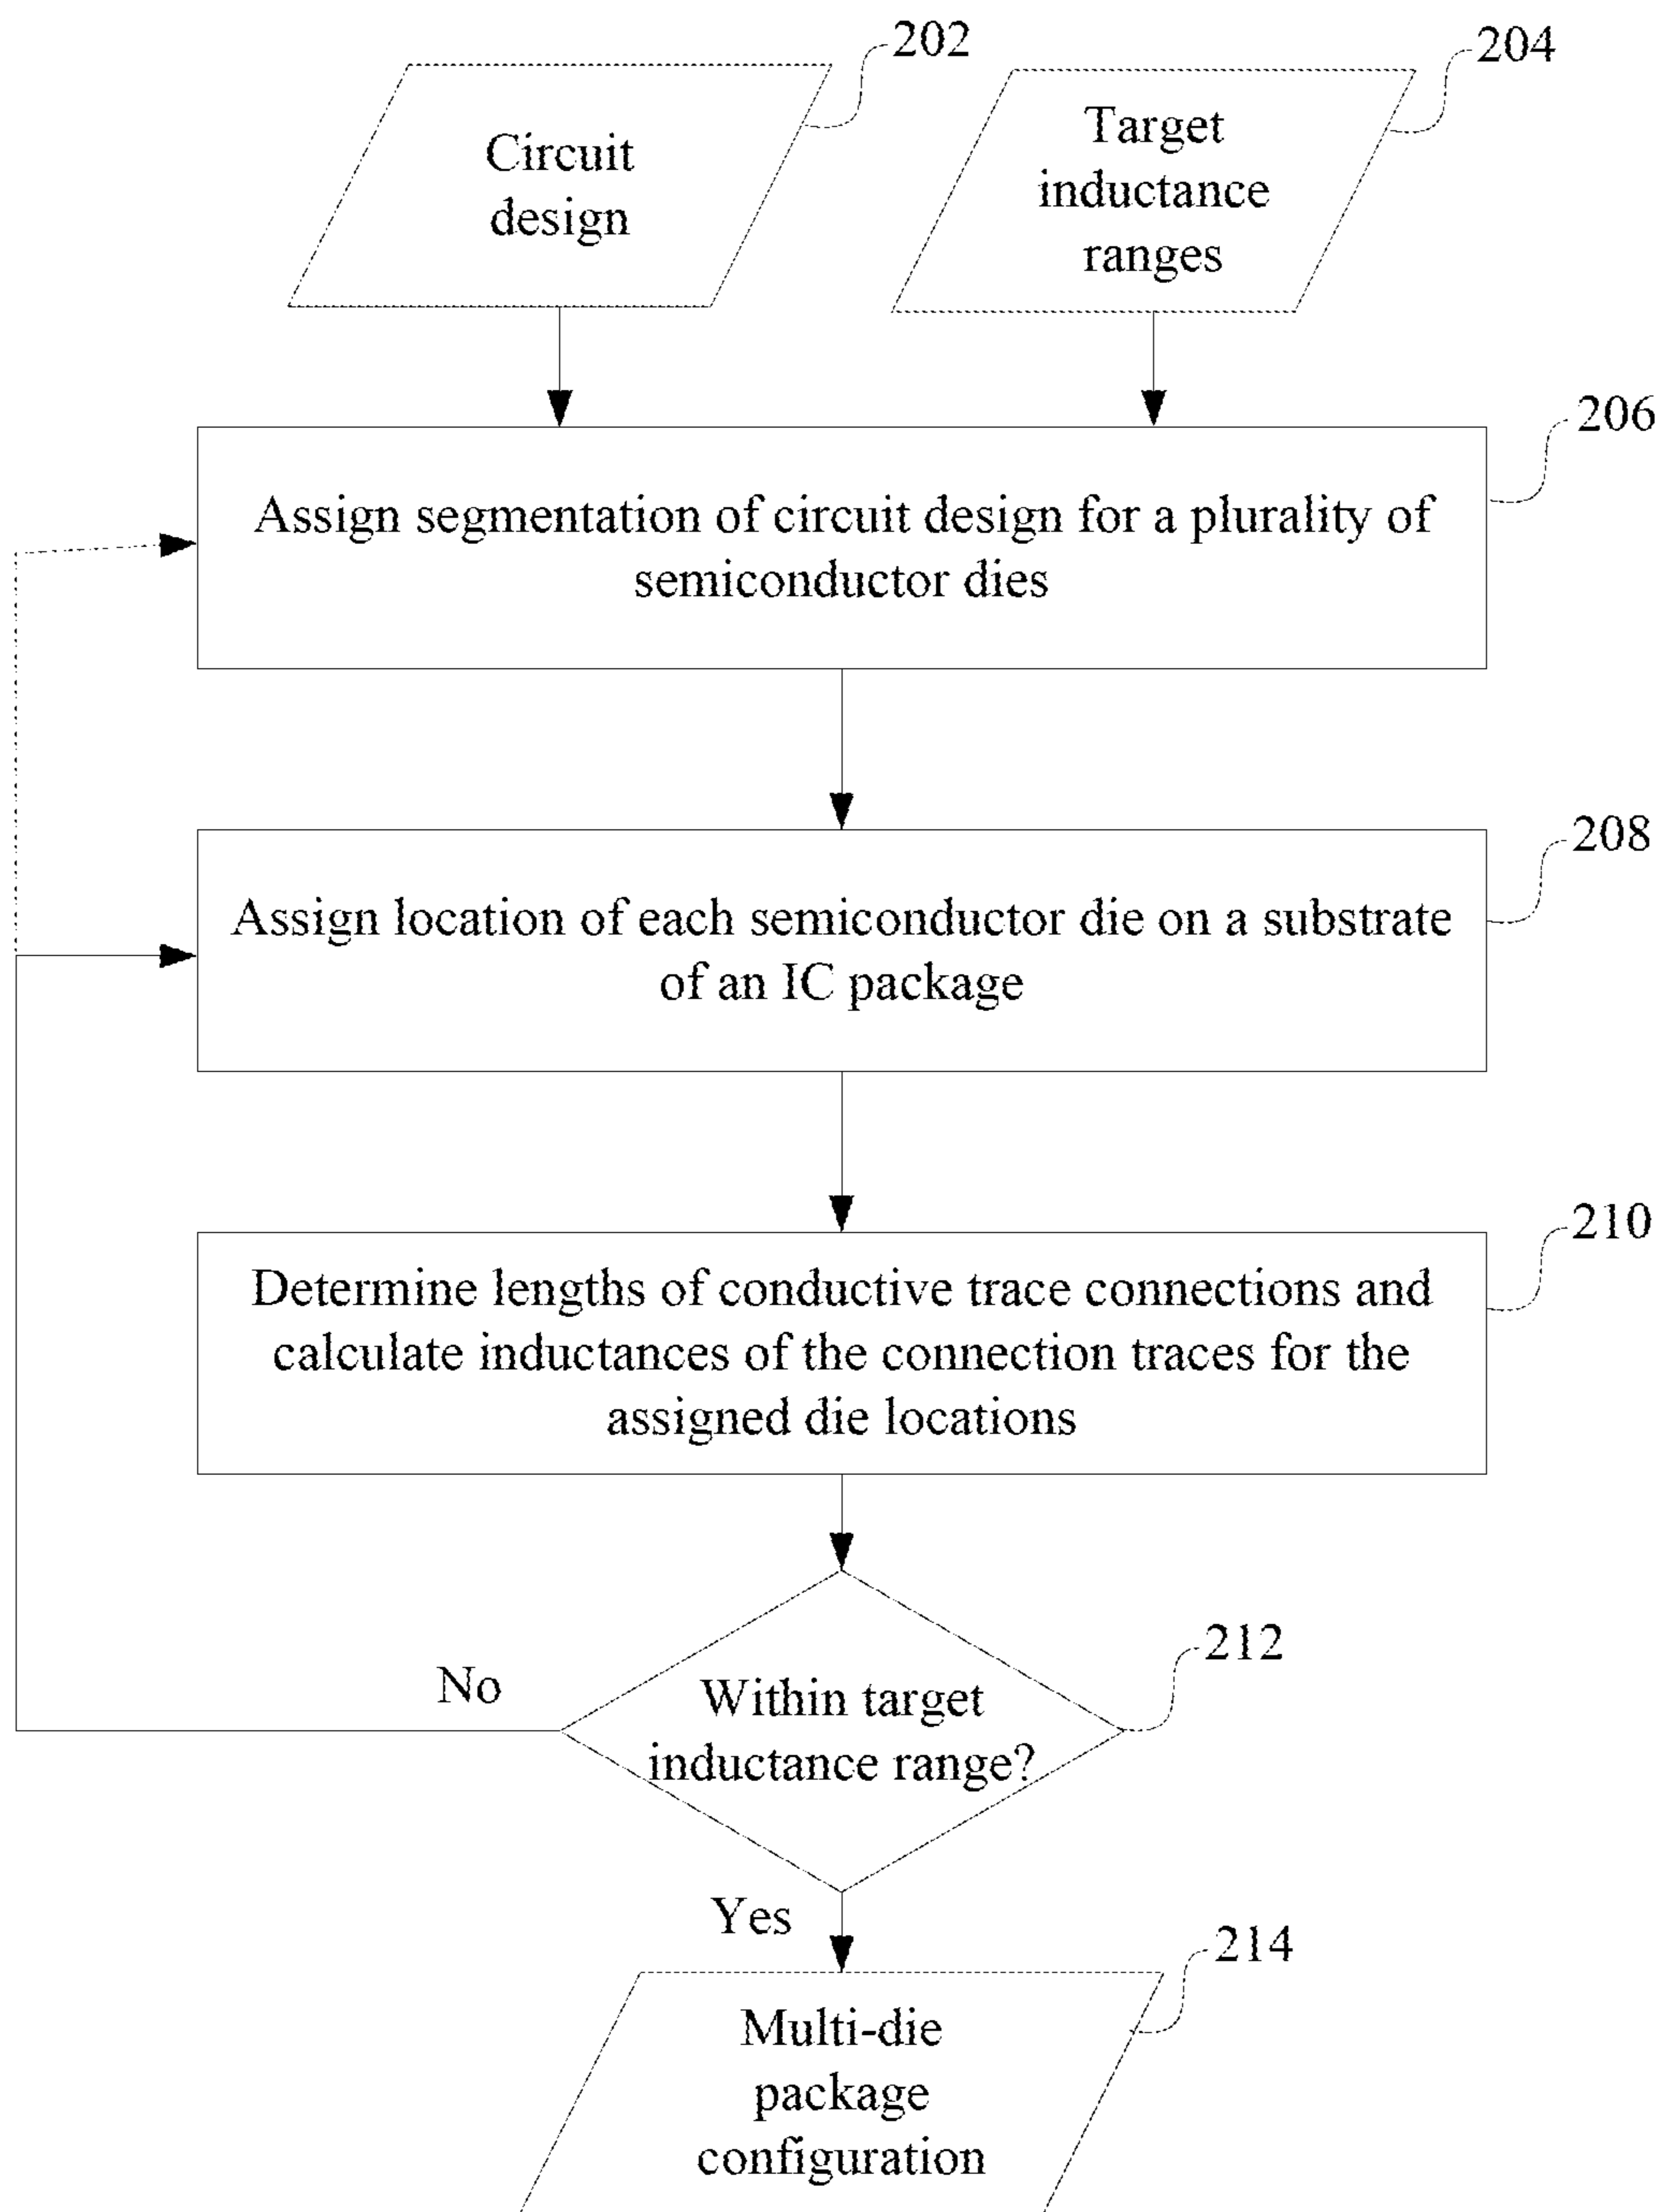 202
204
Circuit
design
Target
inductance
ranges
206
Assign segmentation of circuit design for a plurality of
semiconductor dies
208
Assign location of each semiconductor die on a substrate
of an IC package
210
Determine lengths of conductive trace connections and
calculate inductances of the connection traces for the
assigned die locations
212
No
Within target
inductance range?
Yes
214
Multi-die
package
configuration